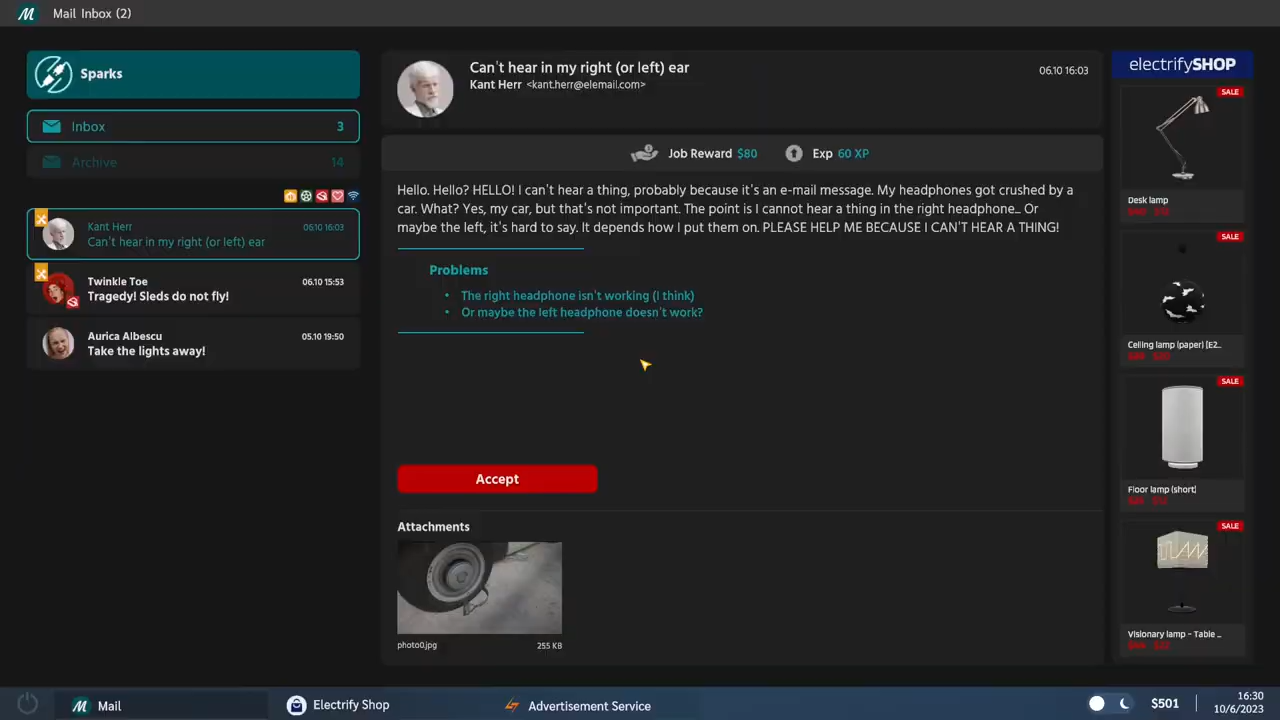 Mail Inbox (2)
Sparks
Inbox 3
Archive 14
Kant Herr 06.10 16:03
Can't hear in my right (or left) ear
Twinkle Toe 06.10 15:53
Tragedy! Sleds do not fly!
Aurica Albescu 05.10 19:50
Take the lights away!
Can't hear in my right (or left) ear
Kant Herr <kant.herr@elemail.com>
06.10 16:03
Job Reward $80 Exp 60 XP
Hello. Hello? HELLO! I can't hear a thing, probably because it's an e-mail message. My headphones got crushed by a
car. What? Yes, my car, but that's not important. The point is I cannot hear a thing in the right headphone... Or
maybe the left, it's hard to say. It depends how I put them on. PLEASE HELP ME BECAUSE I CAN'T HEAR A THING!
Problems
• The right headphone isn't working (I think)
• Or maybe the left headphone doesn't work?
Accept
Attachments
photo0.jpg 255 KB
electrifySHOP
SALE
Desk lamp
SALE
Ceiling lamp (paper) [E2...
SALE
Floor lamp (short)
SALE
Visionary lamp - Table ...
Mail
Electrify Shop
Advertisement Service
$501
16:30
10/6/2023